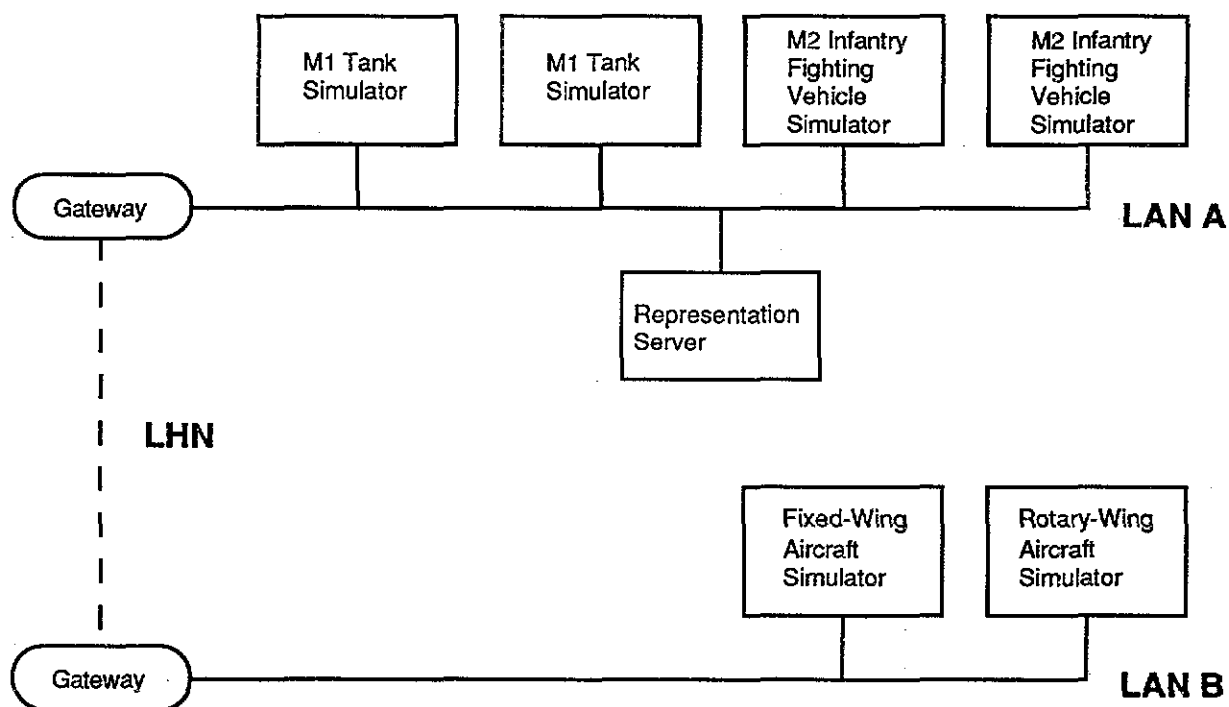 M1 Tank
Simulator
M1 Tank
Simulator
M2 Infantry
Fighting
Vehicle
Simulator
M2 Infantry
Fighting
Vehicle
Simulator
Gateway
LAN A
Representation
Server
LHN
Fixed-Wing
Aircraft
Simulator
Rotary-Wing
Aircraft
Simulator
Gateway
LAN B